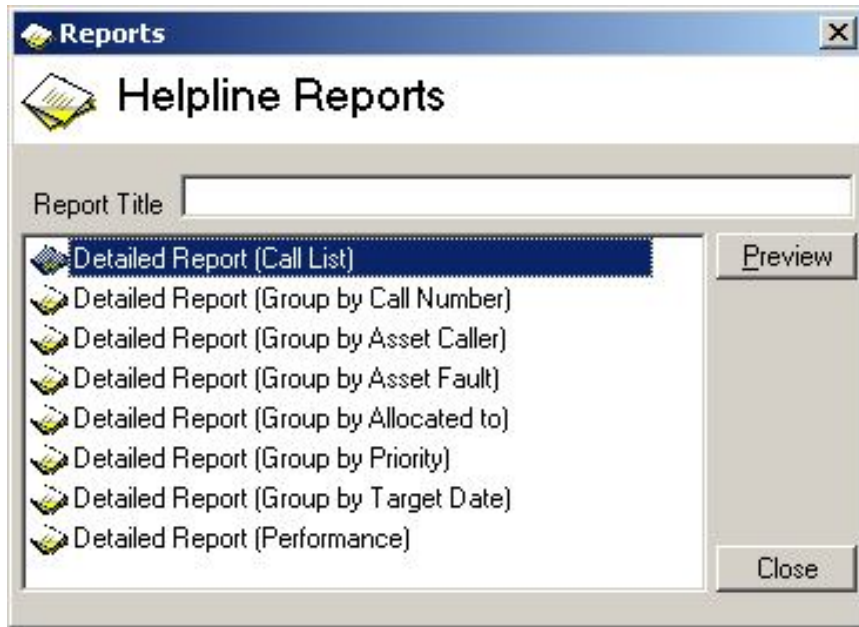 Reports
Helpline Reports
Report Title
Detailed Report (Call List)
Detailed Report (Group by Call Number)
Detailed Report (Group by Asset Caller)
Detailed Report (Group by Asset Fault)
Detailed Report (Group by Allocated to)
Detailed Report (Group by Priority)
Detailed Report (Group by Target Date)
Detailed Report (Performance)
Preview
Close